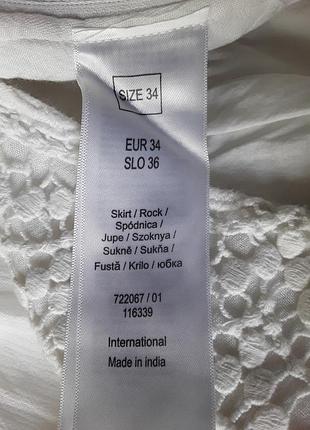 SIZE 34
EUR 34
SLO 36
Skirt / Rock /
Spódnica /
Jupe / Szoknya /
Sukně / Sukňa /
Fustă / Krilo / юбка
722067 / 01
116339
International
Made in india